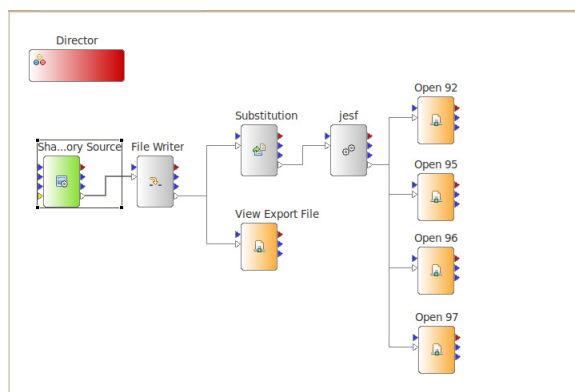 Director
Sha...ory Source
File Writer
Substitution
jesf
View Export File
Open 92
Open 95
Open 96
Open 97